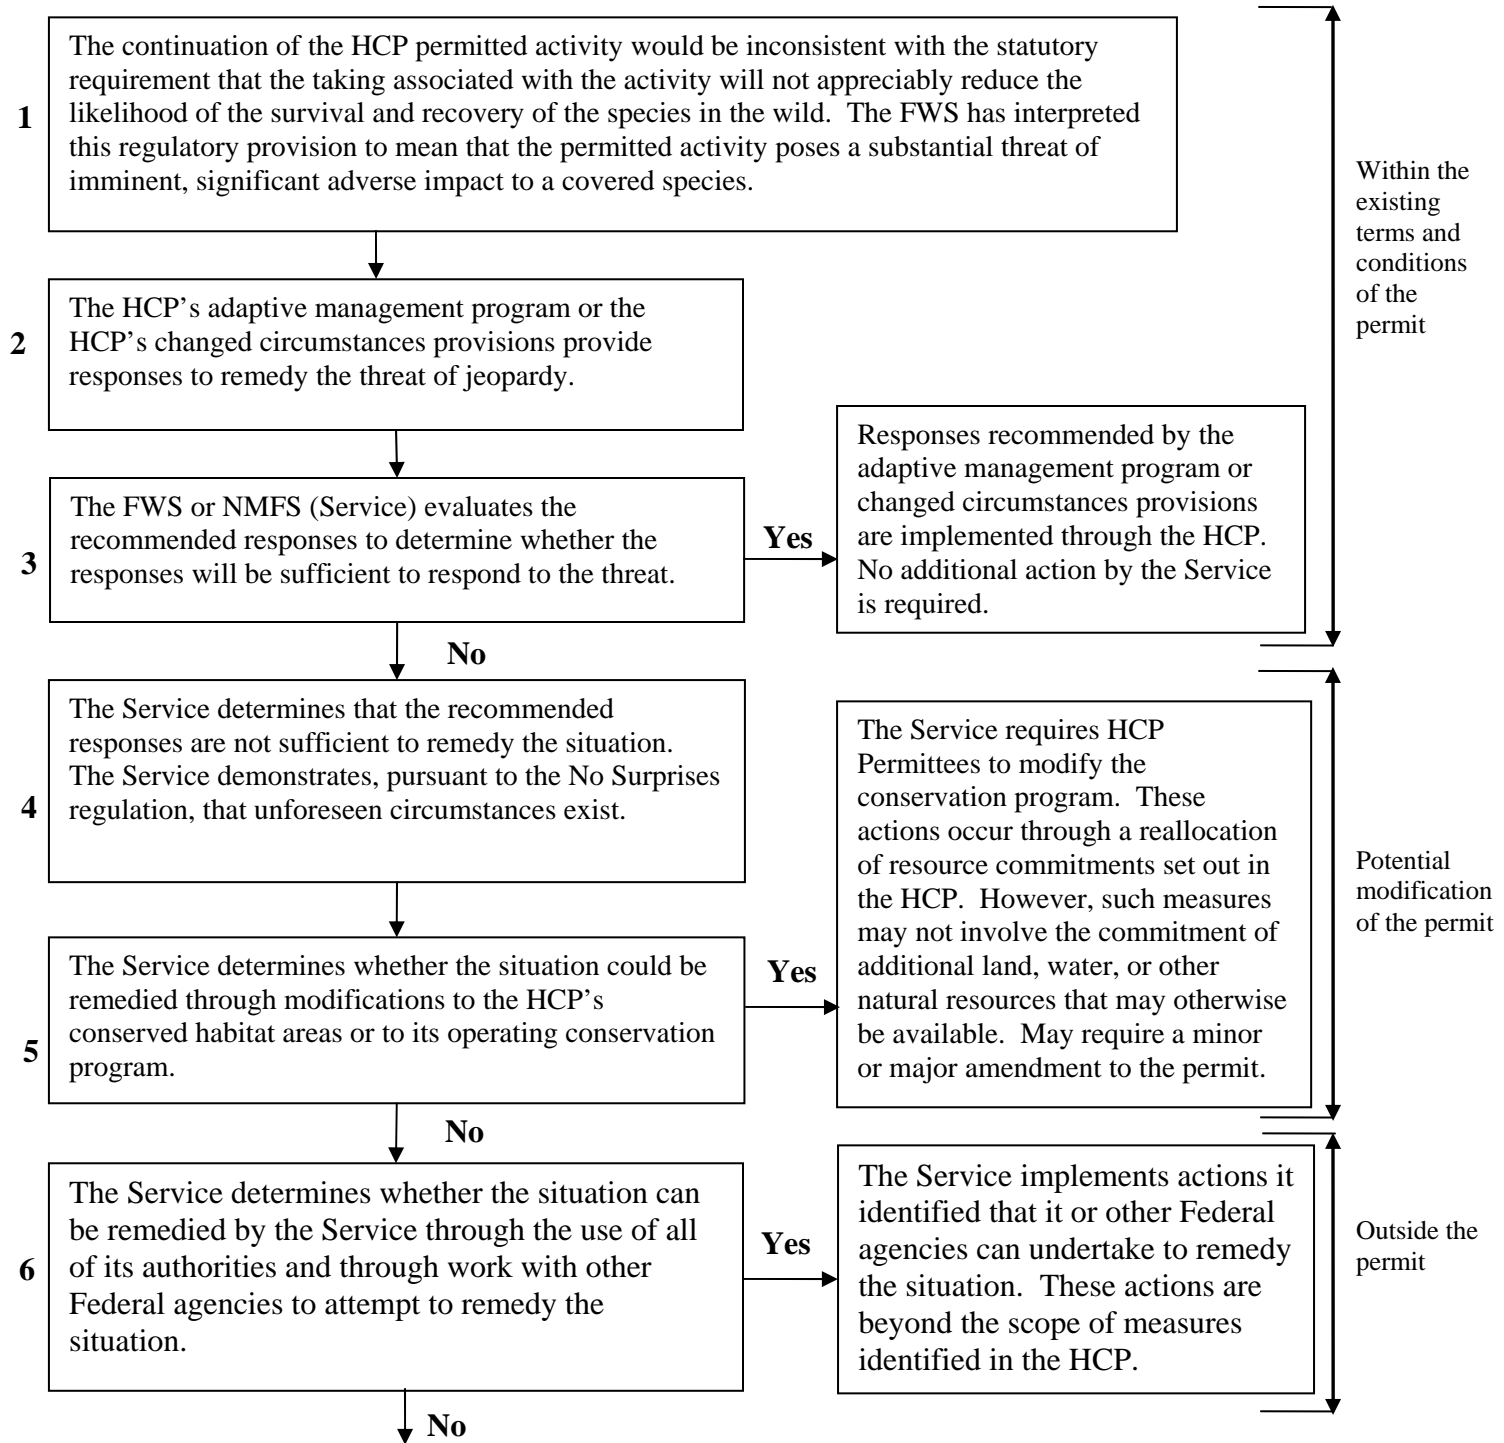 The continuation of the HCP permitted activity would be inconsistent with the statutory
requirement that the taking associated with the activity will not appreciably reduce the
likelihood of the survival and recovery of the species in the wild. The FWS has interpreted
this regulatory provision to mean that the permitted activity poses a substantial threat of
imminent, significant adverse impact to a covered species.
1
Within the
existing
terms and
conditions
of the
permit
The HCP's adaptive management program or the
HCP's changed circumstances provisions provide
responses to remedy the threat of jeopardy.
2
The FWS or NMFS (Service) evaluates the
recommended responses to determine whether the
responses will be sufficient to respond to the threat.
3
Yes
Responses recommended by the
adaptive management program or
changed circumstances provisions
are implemented through the HCP.
No additional action by the Service
is required.
No
The Service determines that the recommended
responses are not sufficient to remedy the situation.
The Service demonstrates, pursuant to the No Surprises
regulation, that unforeseen circumstances exist.
4
The Service requires HCP
Permittees to modify the
conservation program. These
actions occur through a reallocation
of resource commitments set out in
the HCP. However, such measures
may not involve the commitment of
additional land, water, or other
natural resources that may otherwise
be available. May require a minor
or major amendment to the permit.
Potential
modification
of the permit
The Service determines whether the situation could be
remedied through modifications to the HCP's
conserved habitat areas or to its operating conservation
program.
5
Yes
No
The Service determines whether the situation can
be remedied by the Service through the use of all
of its authorities and through work with other
Federal agencies to attempt to remedy the
situation.
6
Yes
The Service implements actions it
identified that it or other Federal
agencies can undertake to remedy
the situation. These actions are
beyond the scope of measures
identified in the HCP.
Outside the
permit
No